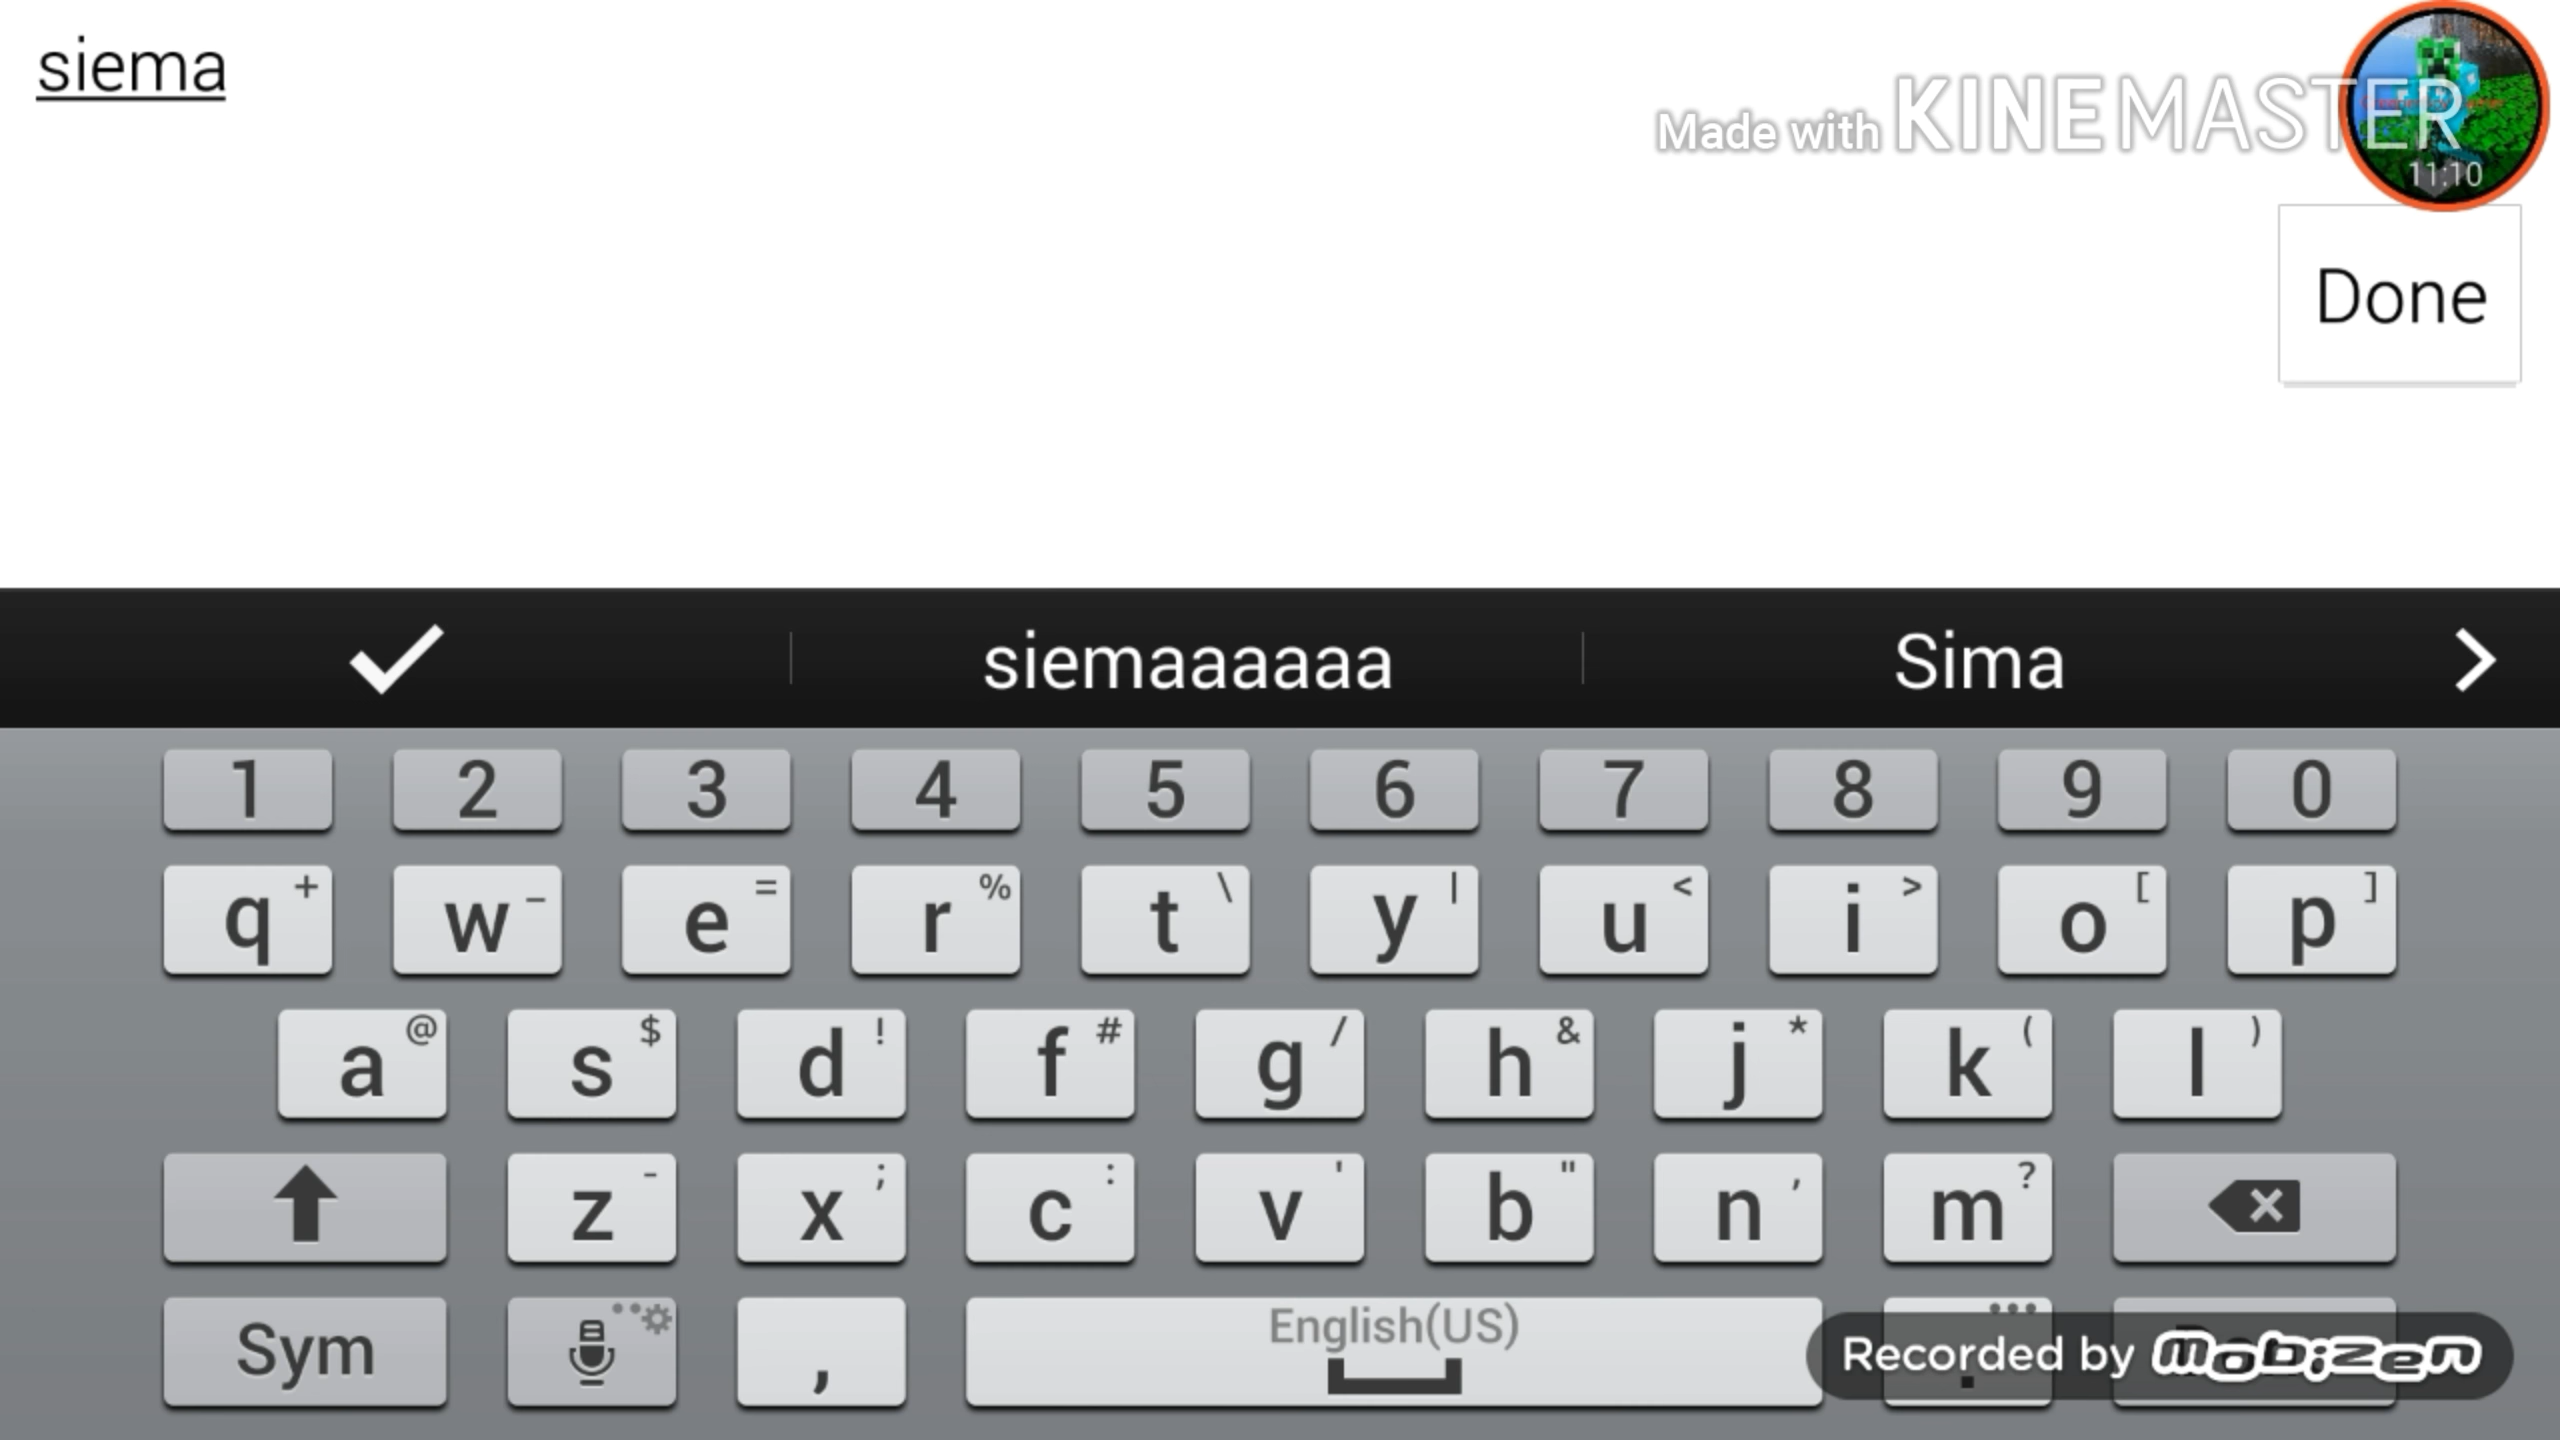 siema
Made with KINEMASTER
11:10
Done
siemaaaaaa Sima
1 2 3 4 5 6 7 8 9 0
q + w _ e = r % t \ y | u < i > o [ p ]
a @ s $ d ! f # g / h & j * k ( l )
z - x ; c : v ' b " n , m ?
Sym , English(US) .
Recorded by mobizen